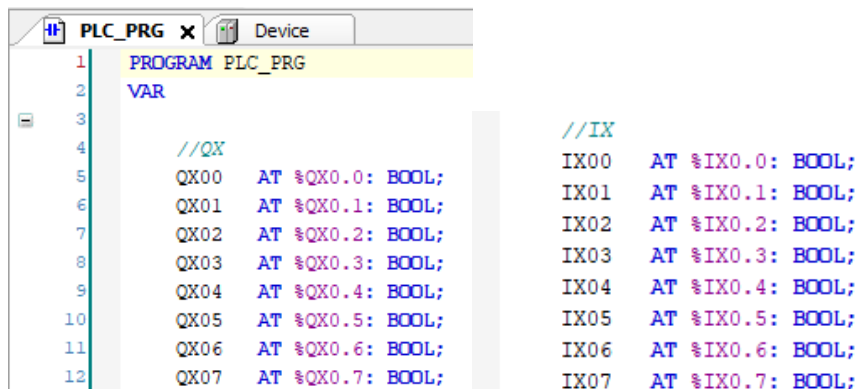 PLC_PRG Device
1 PROGRAM PLC_PRG
2 VAR
3
4 //QX
5 QX00 AT %QX0.0: BOOL;
6 QX01 AT %QX0.1: BOOL;
7 QX02 AT %QX0.2: BOOL;
8 QX03 AT %QX0.3: BOOL;
9 QX04 AT %QX0.4: BOOL;
10 QX05 AT %QX0.5: BOOL;
11 QX06 AT %QX0.6: BOOL;
12 QX07 AT %QX0.7: BOOL;
//IX
IX00 AT %IX0.0: BOOL;
IX01 AT %IX0.1: BOOL;
IX02 AT %IX0.2: BOOL;
IX03 AT %IX0.3: BOOL;
IX04 AT %IX0.4: BOOL;
IX05 AT %IX0.5: BOOL;
IX06 AT %IX0.6: BOOL;
IX07 AT %IX0.7: BOOL;